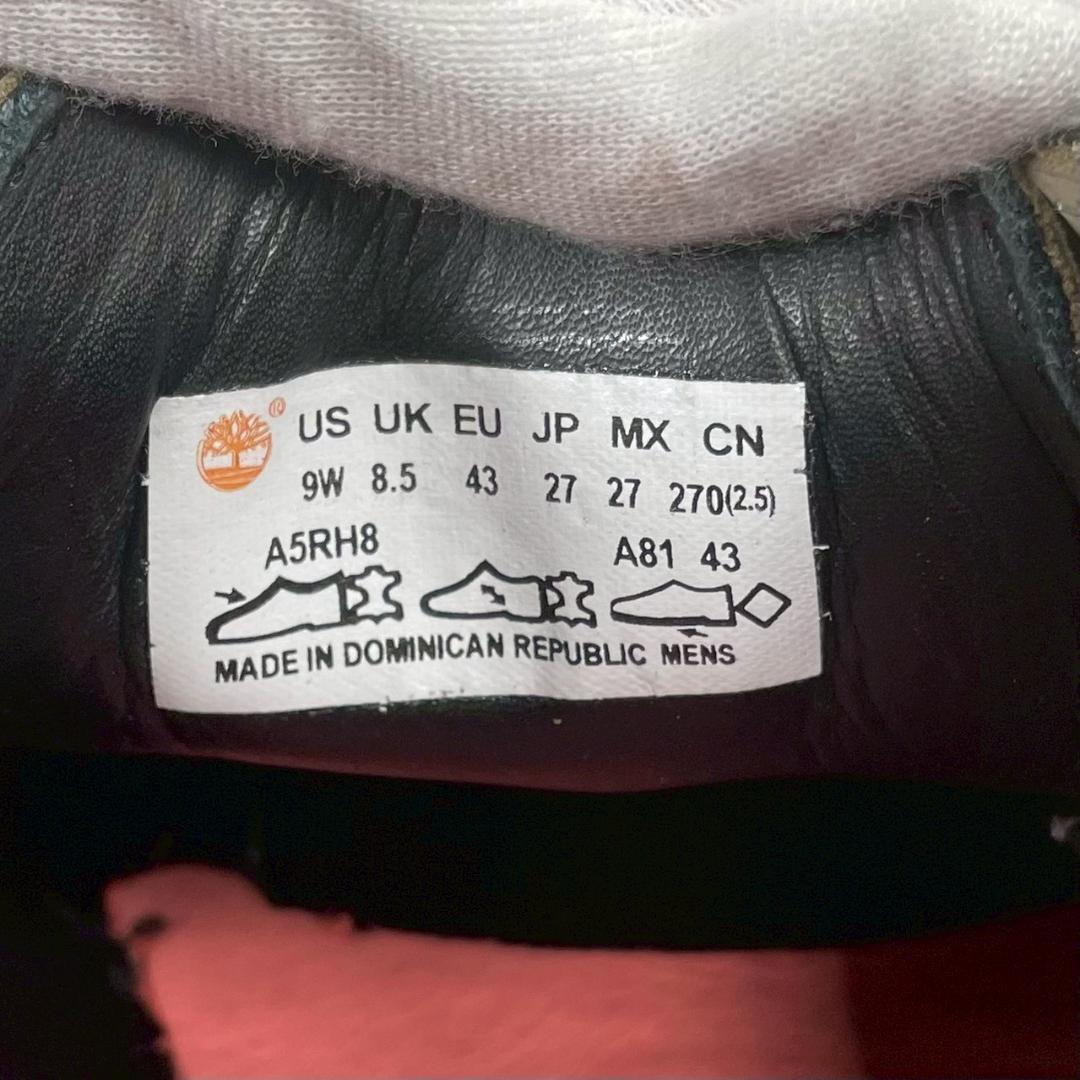 ® US UK EU JP MX CN
9W 8.5 43 27 27 270(2.5)
A5RH8 A81 43
MADE IN DOMINICAN REPUBLIC MENS